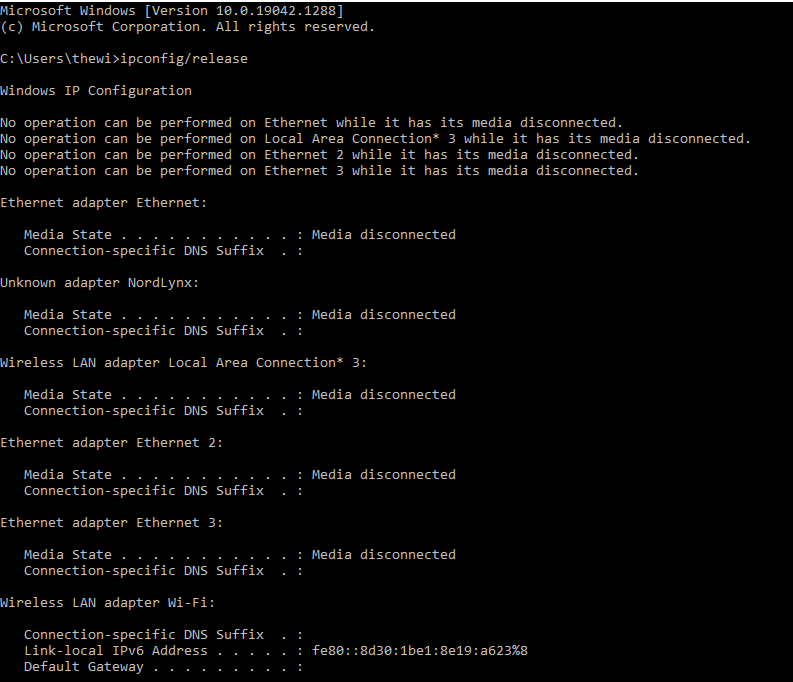 Microsoft Windows [Version 10.0.19042.1288]
(c) Microsoft Corporation. All rights reserved.
C:\Users\thewi>ipconfig/release
Windows IP Configuration
No operation can be performed on Ethernet while it has its media disconnected.
No operation can be performed on Local Area Connection* 3 while it has its media disconnected.
No operation can be performed on Ethernet 2 while it has its media disconnected.
No operation can be performed on Ethernet 3 while it has its media disconnected.
Ethernet adapter Ethernet:
Media State . . . . . . . . . . . : Media disconnected
Connection-specific DNS Suffix  . :
Unknown adapter NordLynx:
Media State . . . . . . . . . . . : Media disconnected
Connection-specific DNS Suffix  . :
Wireless LAN adapter Local Area Connection* 3:
Media State . . . . . . . . . . . : Media disconnected
Connection-specific DNS Suffix  . :
Ethernet adapter Ethernet 2:
Media State . . . . . . . . . . . : Media disconnected
Connection-specific DNS Suffix  . :
Ethernet adapter Ethernet 3:
Media State . . . . . . . . . . . : Media disconnected
Connection-specific DNS Suffix  . :
Wireless LAN adapter Wi-Fi:
Connection-specific DNS Suffix  . :
Link-local IPv6 Address . . . . . : fe80::8d30:1be1:8e19:a623%8
Default Gateway . . . . . . . . . :